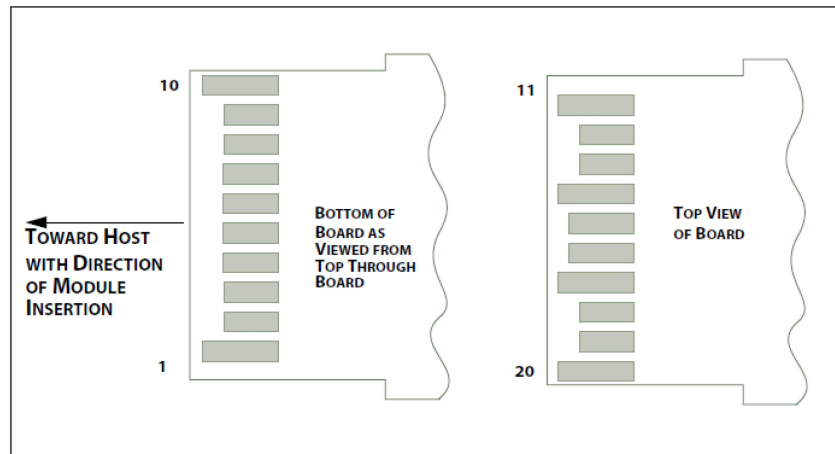 10
BOTTOM OF
BOARD AS
VIEWED FROM
TOP THROUGH
BOARD
TOWARD HOST
WITH DIRECTION
OF MODULE
INSERTION
1
11
TOP VIEW
OF BOARD
20